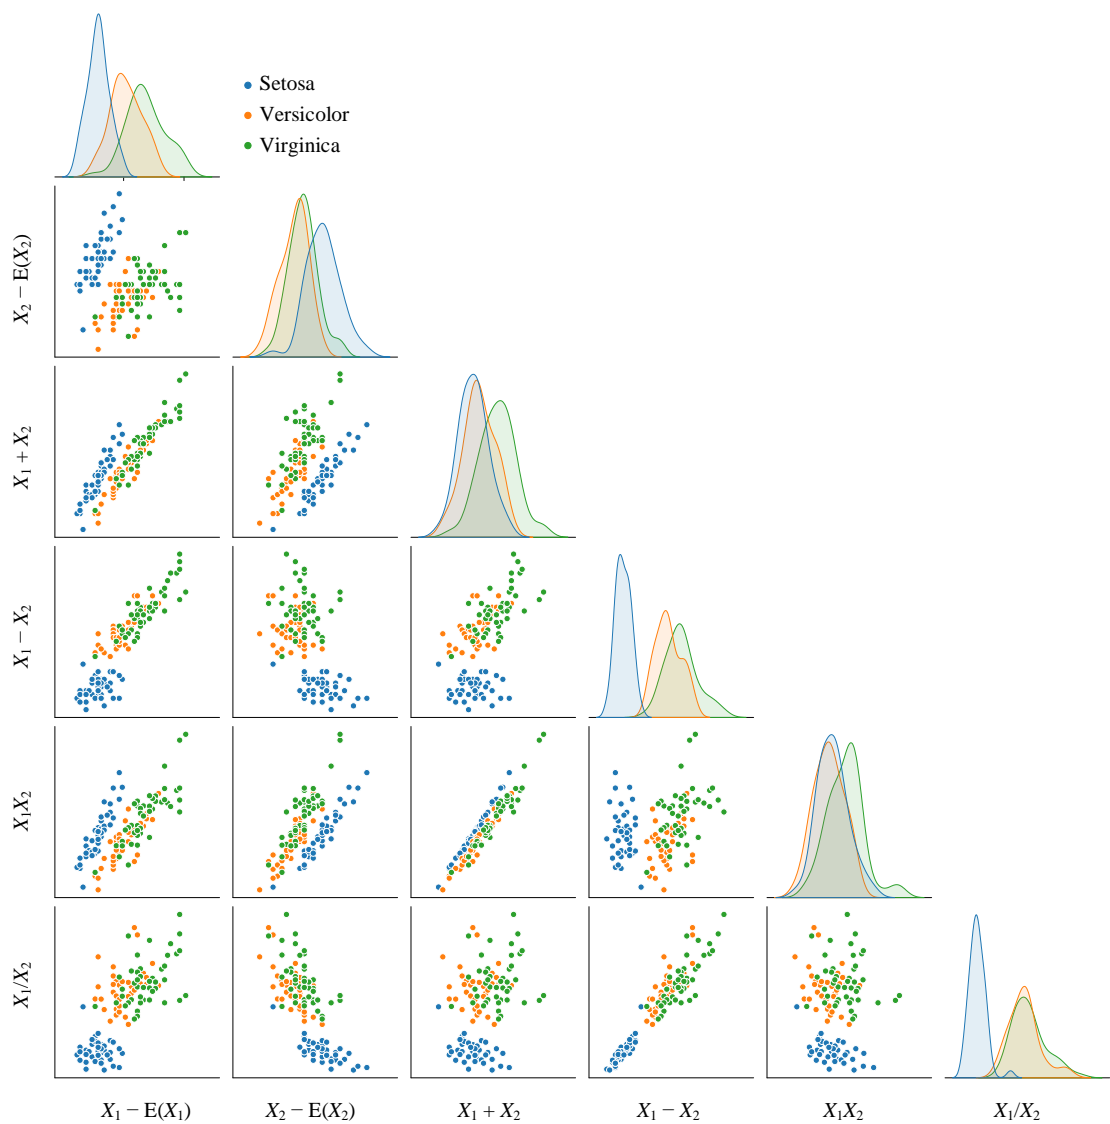 Setosa
Versicolor
Virginica
X₂ − E(X₂)
X₁ + X₂
X₁ − X₂
X₁X₂
X₁/X₂
X₁ − E(X₁)
X₂ − E(X₂)
X₁ + X₂
X₁ − X₂
X₁X₂
X₁/X₂